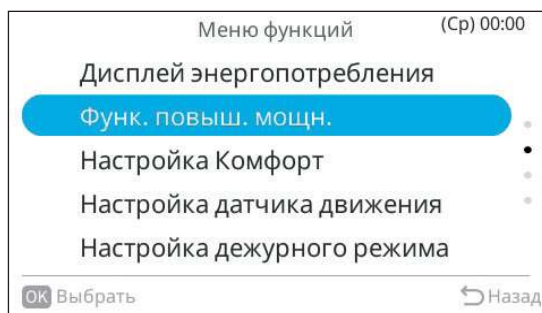 Меню функций (Ср) 00:00
Дисплей энергопотребления
Функ. повыш. мощн.
Настройка Комфорт
Настройка датчика движения
Настройка дежурного режима
OK Выбрать Назад